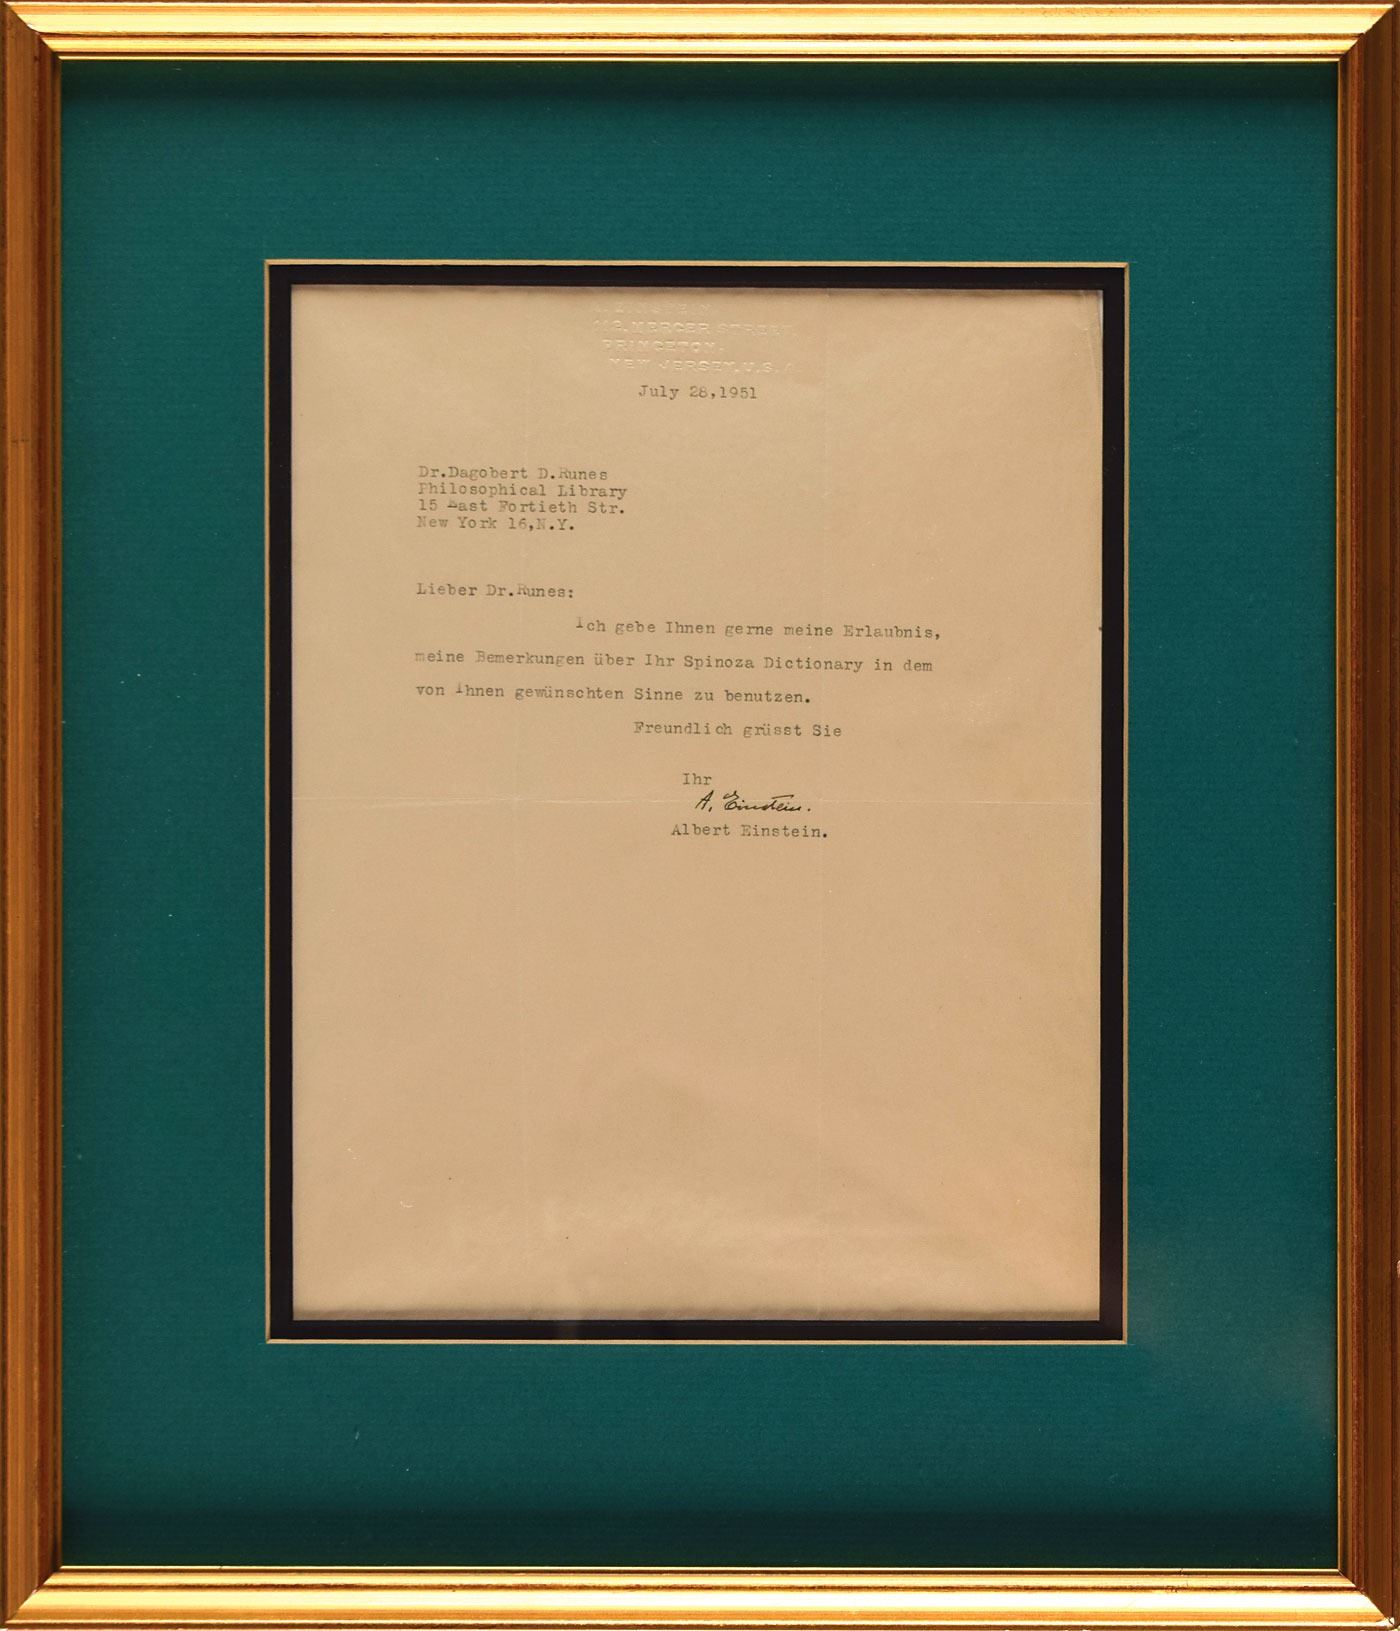 A. EINSTEIN
112, MERCER STREET,
PRINCETON,
NEW JERSEY, U.S.A.
July 28,1951
Dr.Dagobert D.Runes
Philosophical Library
15 East Fortieth Str.
New York 16,N.Y.
Lieber Dr.Runes:
Ich gebe Ihnen gerne meine Erlaubnis,
meine Bemerkungen über Ihr Spinoza Dictionary in dem
von Ihnen gewünschten Sinne zu benutzen.
Freundlich grüsst Sie
Ihr
A. Einstein.
Albert Einstein.